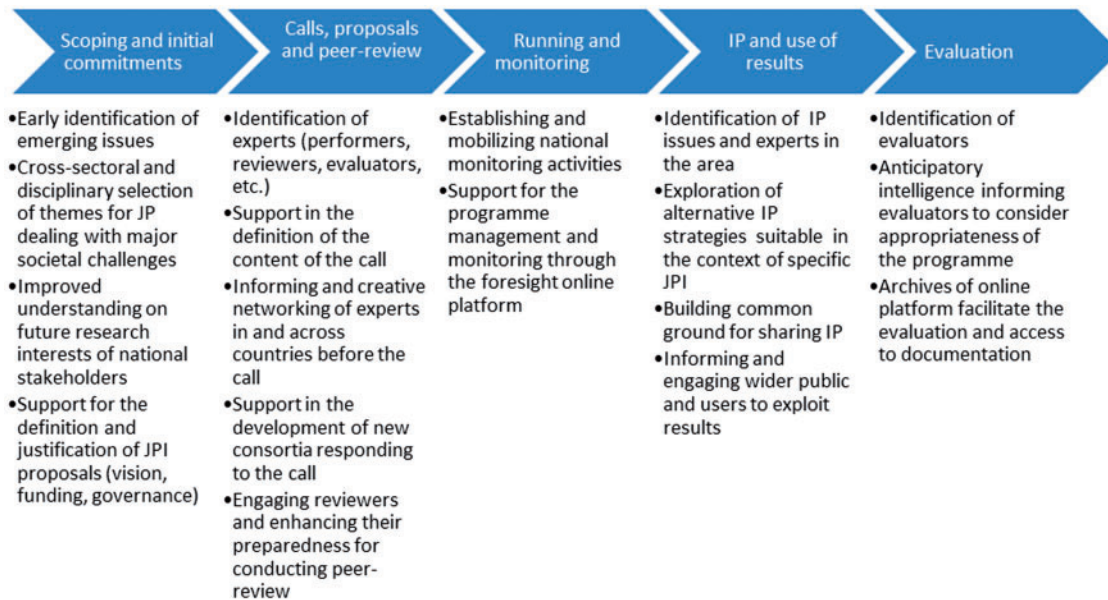 Scoping and initial
commitments
Calls, proposals
and peer-review
Running and
monitoring
IP and use of
results
Evaluation
•Early identification of
emerging issues
•Cross-sectoral and
disciplinary selection
of themes for JP
dealing with major
societal challenges
•Improved
understanding on
future research
interests of national
stakeholders
•Support for the
definition and
justification of JPI
proposals (vision,
funding, governance)
•Identification of
experts (performers,
reviewers, evaluators,
etc.)
•Support in the
definition of the
content of the call
•Informing and creative
networking of experts
in and across
countries before the
call
•Support in the
development of new
consortia responding
to the call
•Engaging reviewers
and enhancing their
preparedness for
conducting peer-
review
•Establishing and
mobilizing national
monitoring activities
•Support for the
programme
management and
monitoring through
the foresight online
platform
•Identification of IP
issues and experts in
the area
•Exploration of
alternative IP
strategies suitable in
the context of specific
JPI
•Building common
ground for sharing IP
•Informing and
engaging wider public
and users to exploit
results
•Identification of
evaluators
•Anticipatory
intelligence informing
evaluators to consider
appropriateness of
the programme
•Archives of online
platform facilitate the
evaluation and access
to documentation